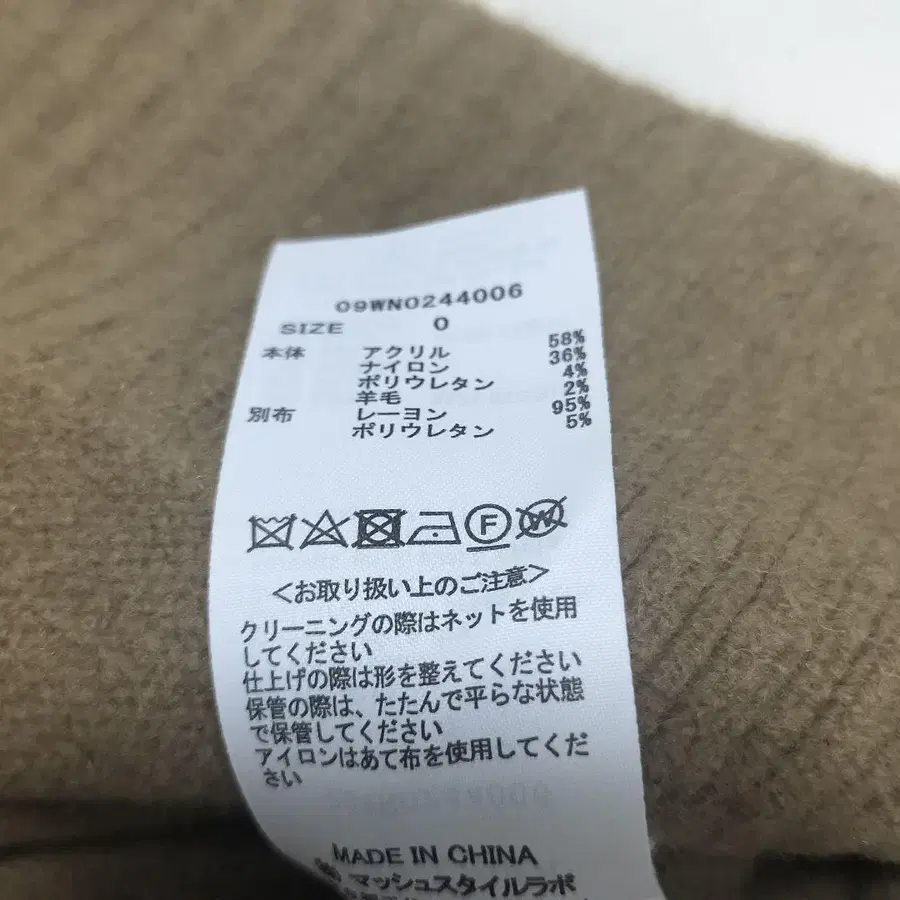 09WN0244006
SIZE 0
本体 アクリル 58%
ナイロン 36%
ポリウレタン 4%
羊毛 2%
別布 レーヨン 95%
ポリウレタン 5%
F
W
<お取り扱い上のご注意>
クリーニングの際はネットを使用
してください
仕上げの際は形を整えてください
保管の際は、たたんで平らな状態
で保管してください
アイロンはあて布を使用してくだ
さい
MADE IN CHINA
マッシュスタイルラボ